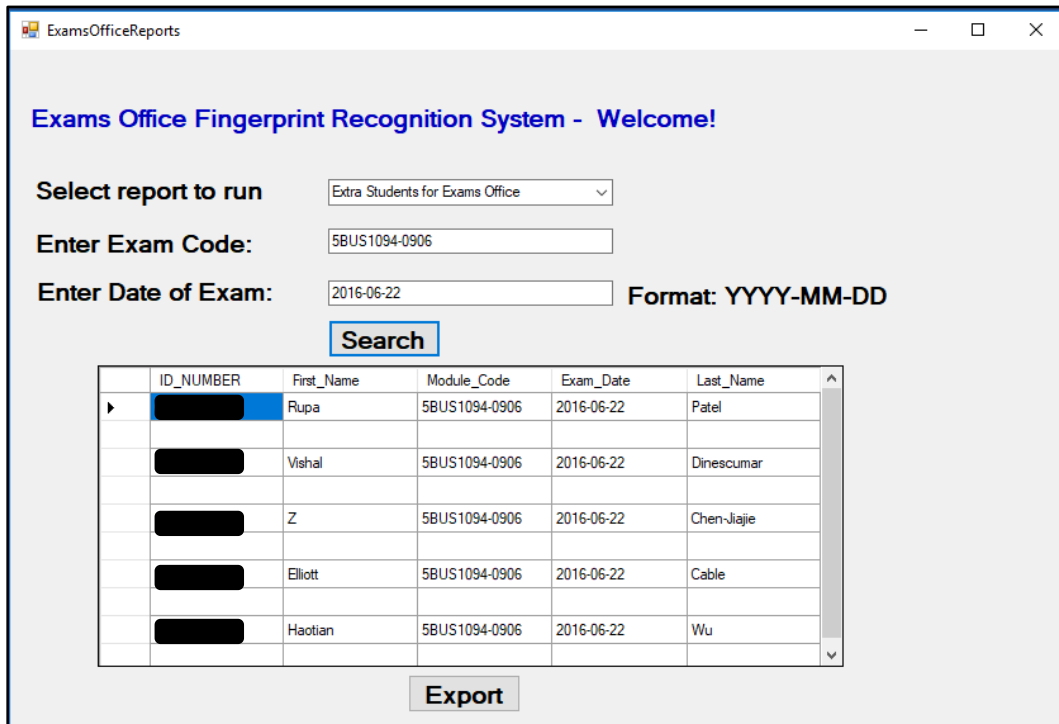 ExamsOfficeReports
Exams Office Fingerprint Recognition System -  Welcome!
Select report to run Extra Students for Exams Office
Enter Exam Code: 5BUS1094-0906
Enter Date of Exam: 2016-06-22 Format: YYYY-MM-DD
Search
ID_NUMBER First_Name Module_Code Exam_Date Last_Name
Rupa 5BUS1094-0906 2016-06-22 Patel
Vishal 5BUS1094-0906 2016-06-22 Dinescumar
Z 5BUS1094-0906 2016-06-22 Chen-Jiajie
Elliott 5BUS1094-0906 2016-06-22 Cable
Haotian 5BUS1094-0906 2016-06-22 Wu
Export